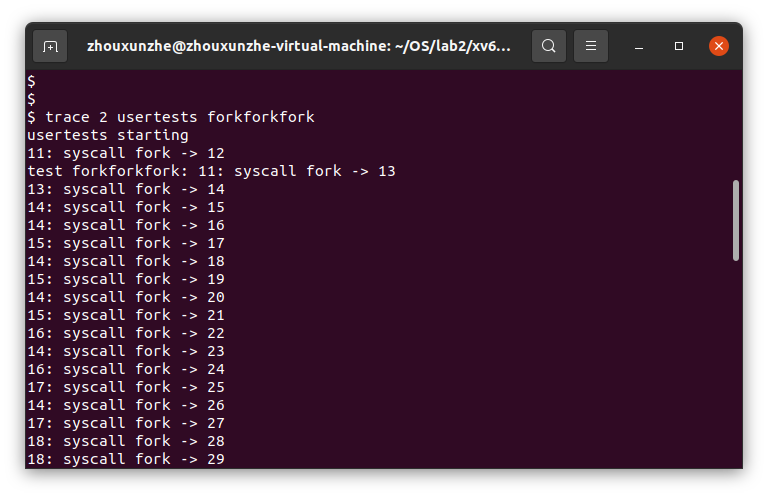 zhouxunzhe@zhouxunzhe-virtual-machine: ~/OS/lab2/xv6...
$
$
$ trace 2 usertests forkforkfork
usertests starting
11: syscall fork -> 12
test forkforkfork: 11: syscall fork -> 13
13: syscall fork -> 14
14: syscall fork -> 15
14: syscall fork -> 16
15: syscall fork -> 17
14: syscall fork -> 18
15: syscall fork -> 19
14: syscall fork -> 20
15: syscall fork -> 21
16: syscall fork -> 22
14: syscall fork -> 23
16: syscall fork -> 24
17: syscall fork -> 25
14: syscall fork -> 26
17: syscall fork -> 27
18: syscall fork -> 28
18: syscall fork -> 29